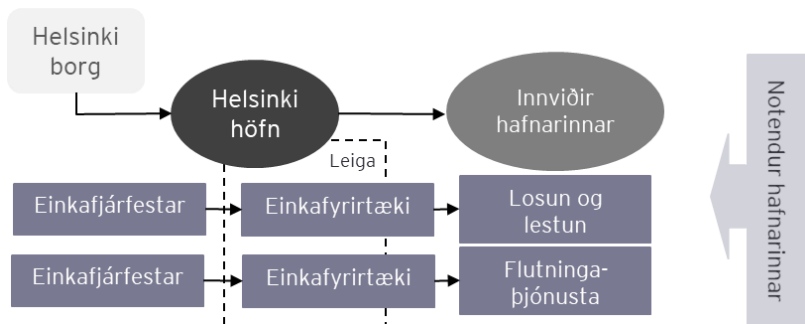 Helsinki
borg
Helsinki
höfn
Innviðir
hafnarinnar
Leiga
Einkafjárfestar
Einkafyrirtæki
Losun og
lestun
Einkafjárfestar
Einkafyrirtæki
Flutninga-
þjónusta
Notendur hafnarinnar